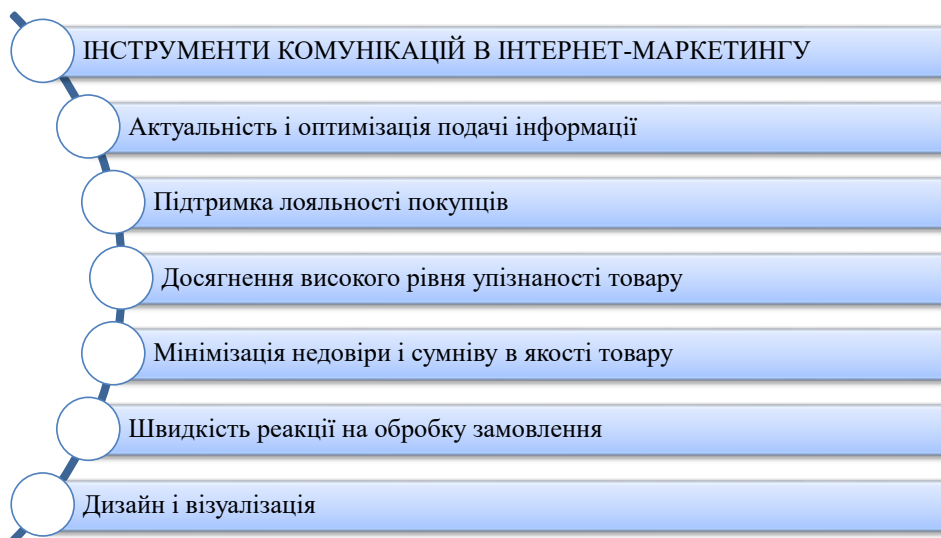 ІНСТРУМЕНТИ КОМУНІКАЦІЙ В ІНТЕРНЕТ-МАРКЕТИНГУ
Актуальність і оптимізація подачі інформації
Підтримка лояльності покупців
Досягнення високого рівня упізнаності товару
Мінімізація недовіри і сумніву в якості товару
Швидкість реакції на обробку замовлення
Дизайн і візуалізація